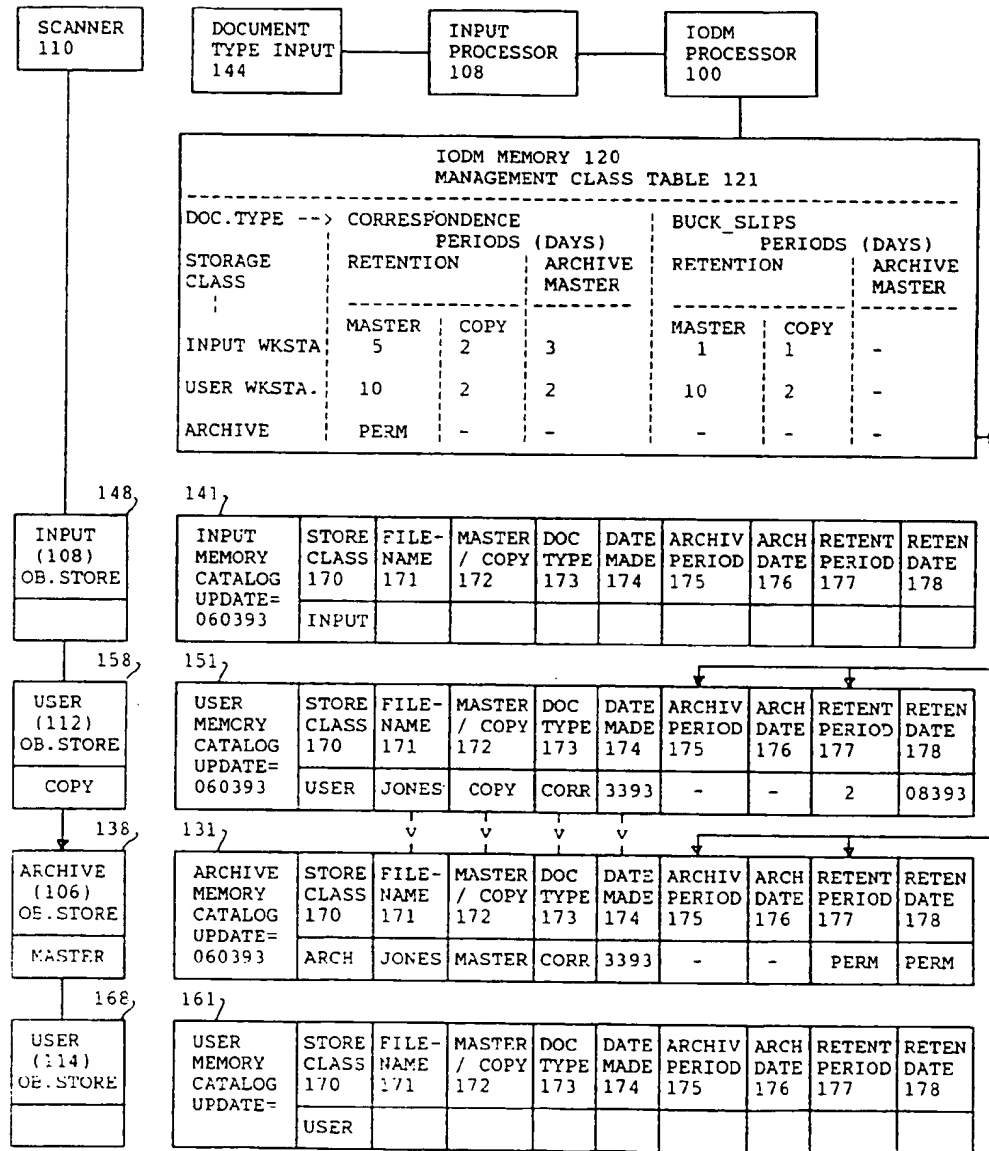 SCANNER 110
DOCUMENT TYPE INPUT 144
INPUT PROCESSOR 108
IODM PROCESSOR 100
IODM MEMORY 120
MANAGEMENT CLASS TABLE 121
DOC.TYPE --> CORRESPONDENCE BUCK_SLIPS
PERIODS (DAYS) PERIODS (DAYS)
STORAGE RETENTION ARCHIVE RETENTION ARCHIVE
CLASS MASTER MASTER
MASTER COPY MASTER COPY
INPUT WKSTA 5 2 3 1 1 -
USER WKSTA. 10 2 2 10 2 -
ARCHIVE PERM - - - - -
148 141
INPUT (108) OB.STORE
INPUT MEMORY CATALOG UPDATE= 060393
STORE CLASS 170 FILE-NAME 171 MASTER / COPY 172 DOC TYPE 173 DATE MADE 174 ARCHIV PERIOD 175 ARCH DATE 176 RETENT PERIOD 177 RETEN DATE 178
INPUT
158 151
USER (112) OB.STORE
COPY
USER MEMCRY CATALOG UPDATE= 060393
STORE CLASS 170 FILE-NAME 171 MASTER / COPY 172 DOC TYPE 173 DATE MADE 174 ARCHIV PERIOD 175 ARCH DATE 176 RETENT PERIOD 177 RETEN DATE 178
USER JONES COPY CORR 3393 - - 2 08393
138 131
ARCHIVE (106) OB.STORE
MASTER
ARCHIVE MEMORY CATALOG UPDATE= 060393
STORE CLASS 170 FILE-NAME 171 MASTER / COPY 172 DOC TYPE 173 DATE MADE 174 ARCHIV PERIOD 175 ARCH DATE 176 RETENT PERIOD 177 RETEN DATE 178
ARCH JONES MASTER CORR 3393 - - PERM PERM
168 161
USER (114) OB.STORE
USER MEMORY CATALOG UPDATE=
STORE CLASS 170 FILE-NAME 171 MASTER / COPY 172 DOC TYPE 173 DATE MADE 174 ARCHIV PERIOD 175 ARCH DATE 176 RETENT PERIOD 177 RETEN DATE 178
USER